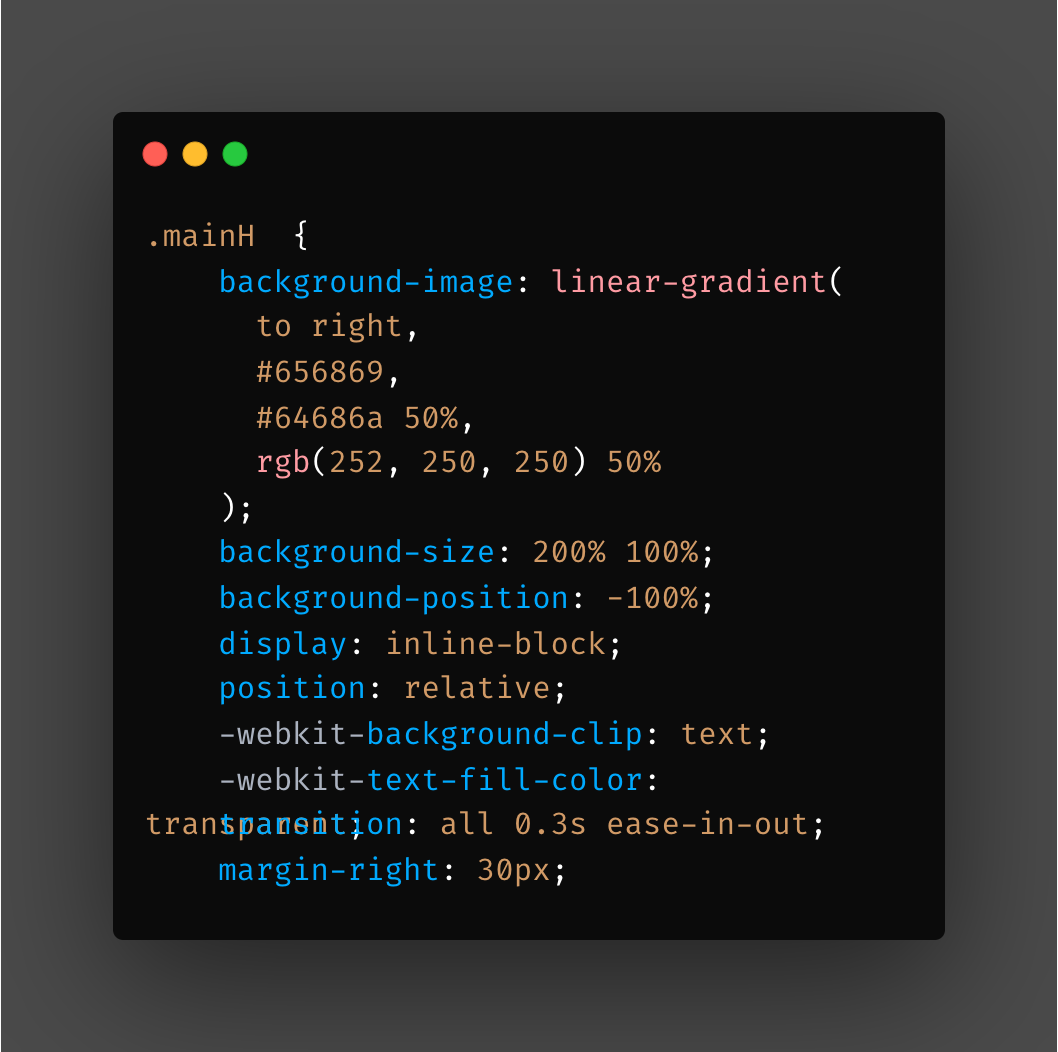 .mainH  {
    background-image: linear-gradient(
      to right,
      #656869,
      #64686a 50%,
      rgb(252, 250, 250) 50%
    );
    background-size: 200% 100%;
    background-position: -100%;
    display: inline-block;
    position: relative;
    -webkit-background-clip: text;
    -webkit-text-fill-color:
transparent;
    transition: all 0.3s ease-in-out;
    margin-right: 30px;